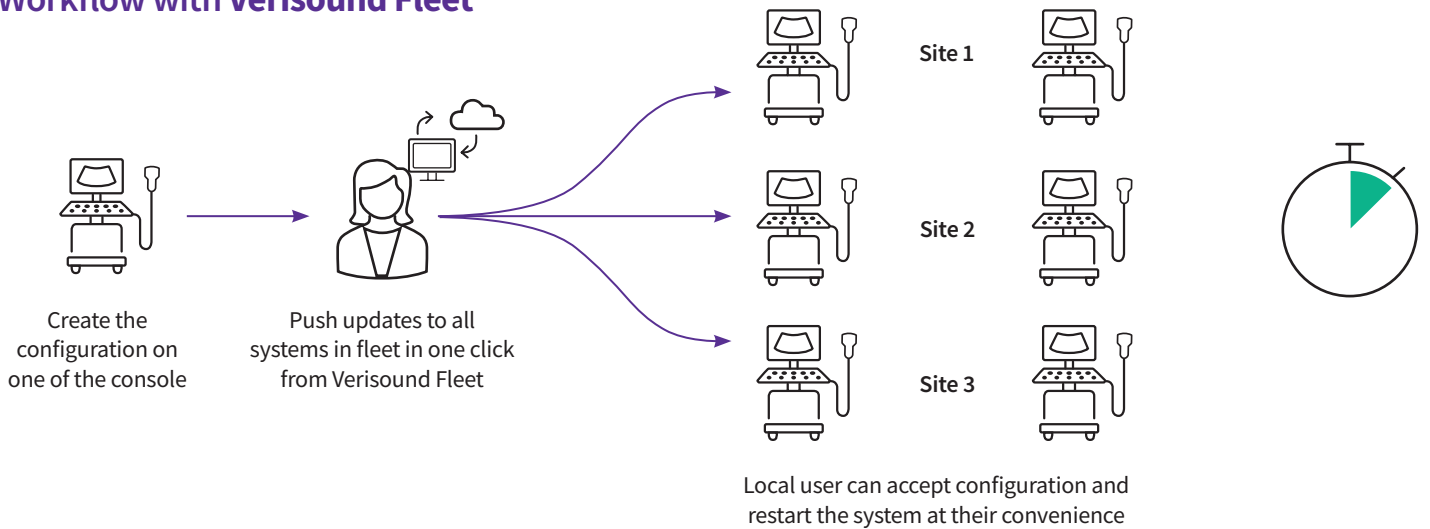 Workflow with Verisound Fleet
Site 1
Site 2
Site 3
Create the
configuration on
one of the console
Push updates to all
systems in fleet in one click
from Verisound Fleet
Local user can accept configuration and
restart the system at their convenience